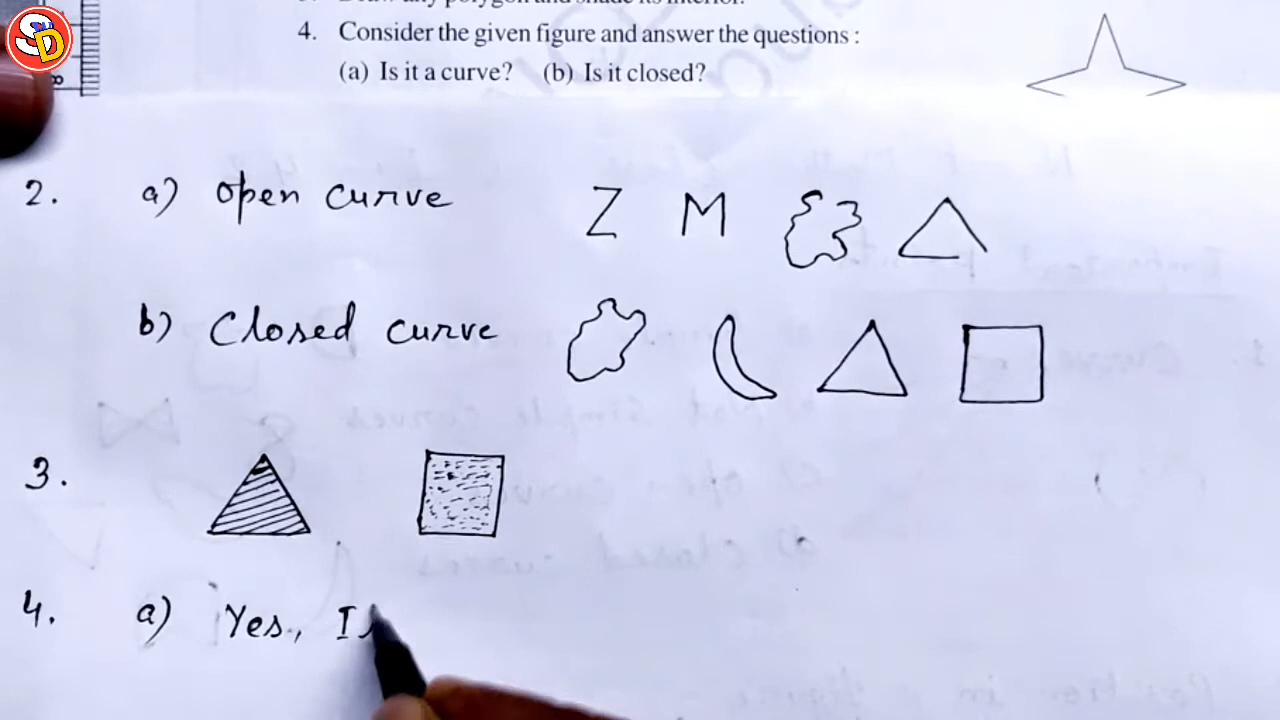 SD
4. Consider the given figure and answer the questions :
(a) Is it a curve? (b) Is it closed?
2. a) open curve Z M
b) Closed curve
3.
4. a) Yes, I